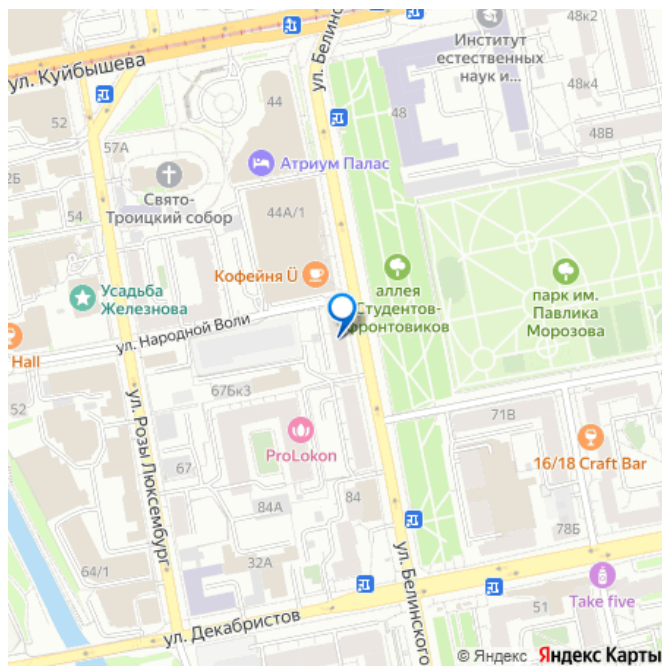 ул. Куйбышева
ул. Белинского
Институт
естественных
наук и...
48к2
48к4
48
48В
44
52
57А
Атриум Палас
Свято-
Троицкий собор
54
44А/1
Кофейня Ü
Усадьба
Железнова
аллея
Студентов-
фронтовиков
парк им.
Павлика
Морозова
ул. Народной Воли
Hall
52
67Бк3
71В
ул. Розы Люксембург
67
ProLokon
16/18 Craft Bar
84А
84
78Б
32А
64/1
ул. Белинского
51
Take five
ул. Декабристов
© Яндекс Яндекс Карты